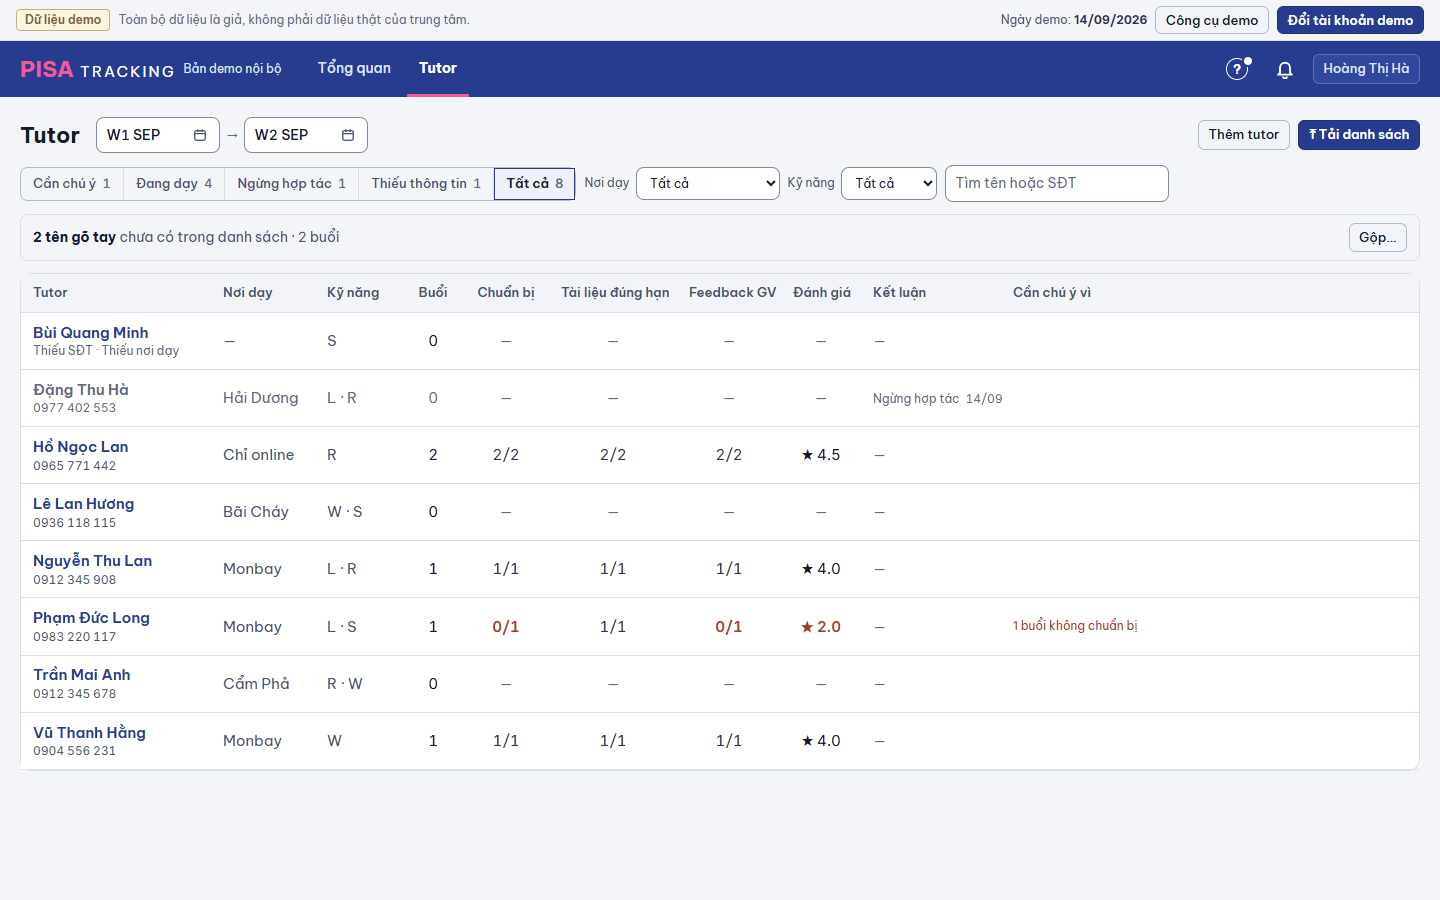 Dữ liệu demo Toàn bộ dữ liệu là giả, không phải dữ liệu thật của trung tâm. Ngày demo: 14/09/2026 Công cụ demo Đổi tài khoản demo
PISA TRACKING Bản demo nội bộ Tổng quan Tutor ? Hoàng Thị Hà
Tutor W1 SEP → W2 SEP Thêm tutor Tải danh sách
Cần chú ý 1 Đang dạy 4 Ngừng hợp tác 1 Thiếu thông tin 1 Tất cả 8 Nơi dạy Tất cả Kỹ năng Tất cả Tìm tên hoặc SĐT
2 tên gõ tay chưa có trong danh sách · 2 buổi Gộp...
Tutor Nơi dạy Kỹ năng Buổi Chuẩn bị Tài liệu đúng hạn Feedback GV Đánh giá Kết luận Cần chú ý vì
Bùi Quang Minh — S 0 — — — — —
Thiếu SĐT · Thiếu nơi dạy
Đặng Thu Hà Hải Dương L · R 0 — — — — Ngừng hợp tác 14/09
0977 402 553
Hồ Ngọc Lan Chỉ online R 2 2/2 2/2 2/2 ★ 4.5 —
0965 771 442
Lê Lan Hương Bãi Cháy W · S 0 — — — — —
0936 118 115
Nguyễn Thu Lan Monbay L · R 1 1/1 1/1 1/1 ★ 4.0 —
0912 345 908
Phạm Đức Long Monbay L · S 1 0/1 1/1 0/1 ★ 2.0 — 1 buổi không chuẩn bị
0983 220 117
Trần Mai Anh Cẩm Phả R · W 0 — — — — —
0912 345 678
Vũ Thanh Hằng Monbay W 1 1/1 1/1 1/1 ★ 4.0 —
0904 556 231